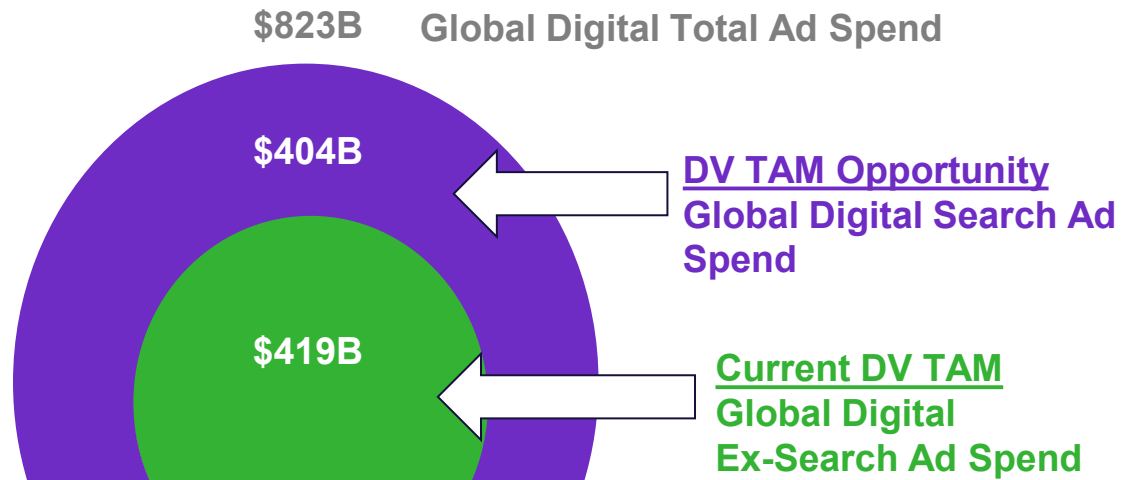 $823B Global Digital Total Ad Spend
$404B
DV TAM Opportunity
Global Digital Search Ad
Spend
$419B
Current DV TAM
Global Digital
Ex-Search Ad Spend